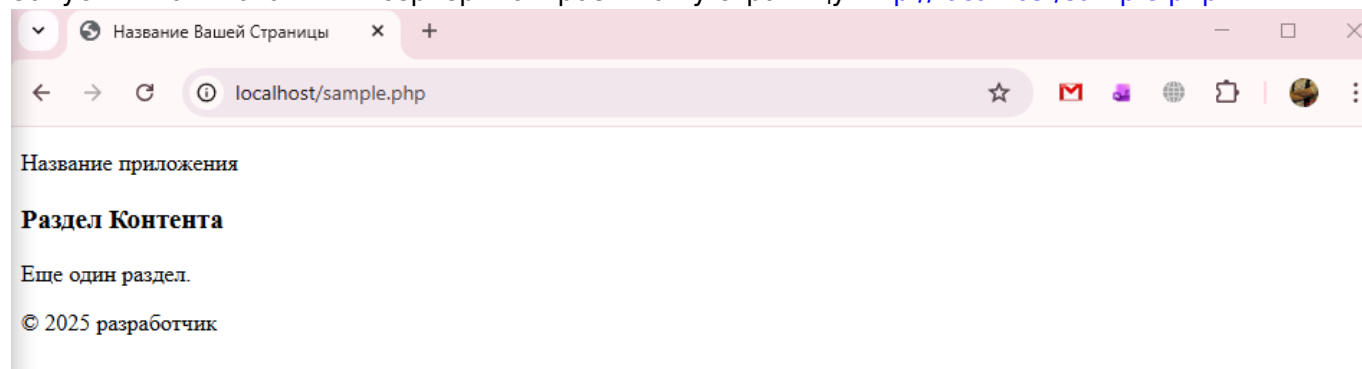 Название Вашей Страницы
localhost/sample.php
Название приложения
Раздел Контента
Еще один раздел.
© 2025 разработчик